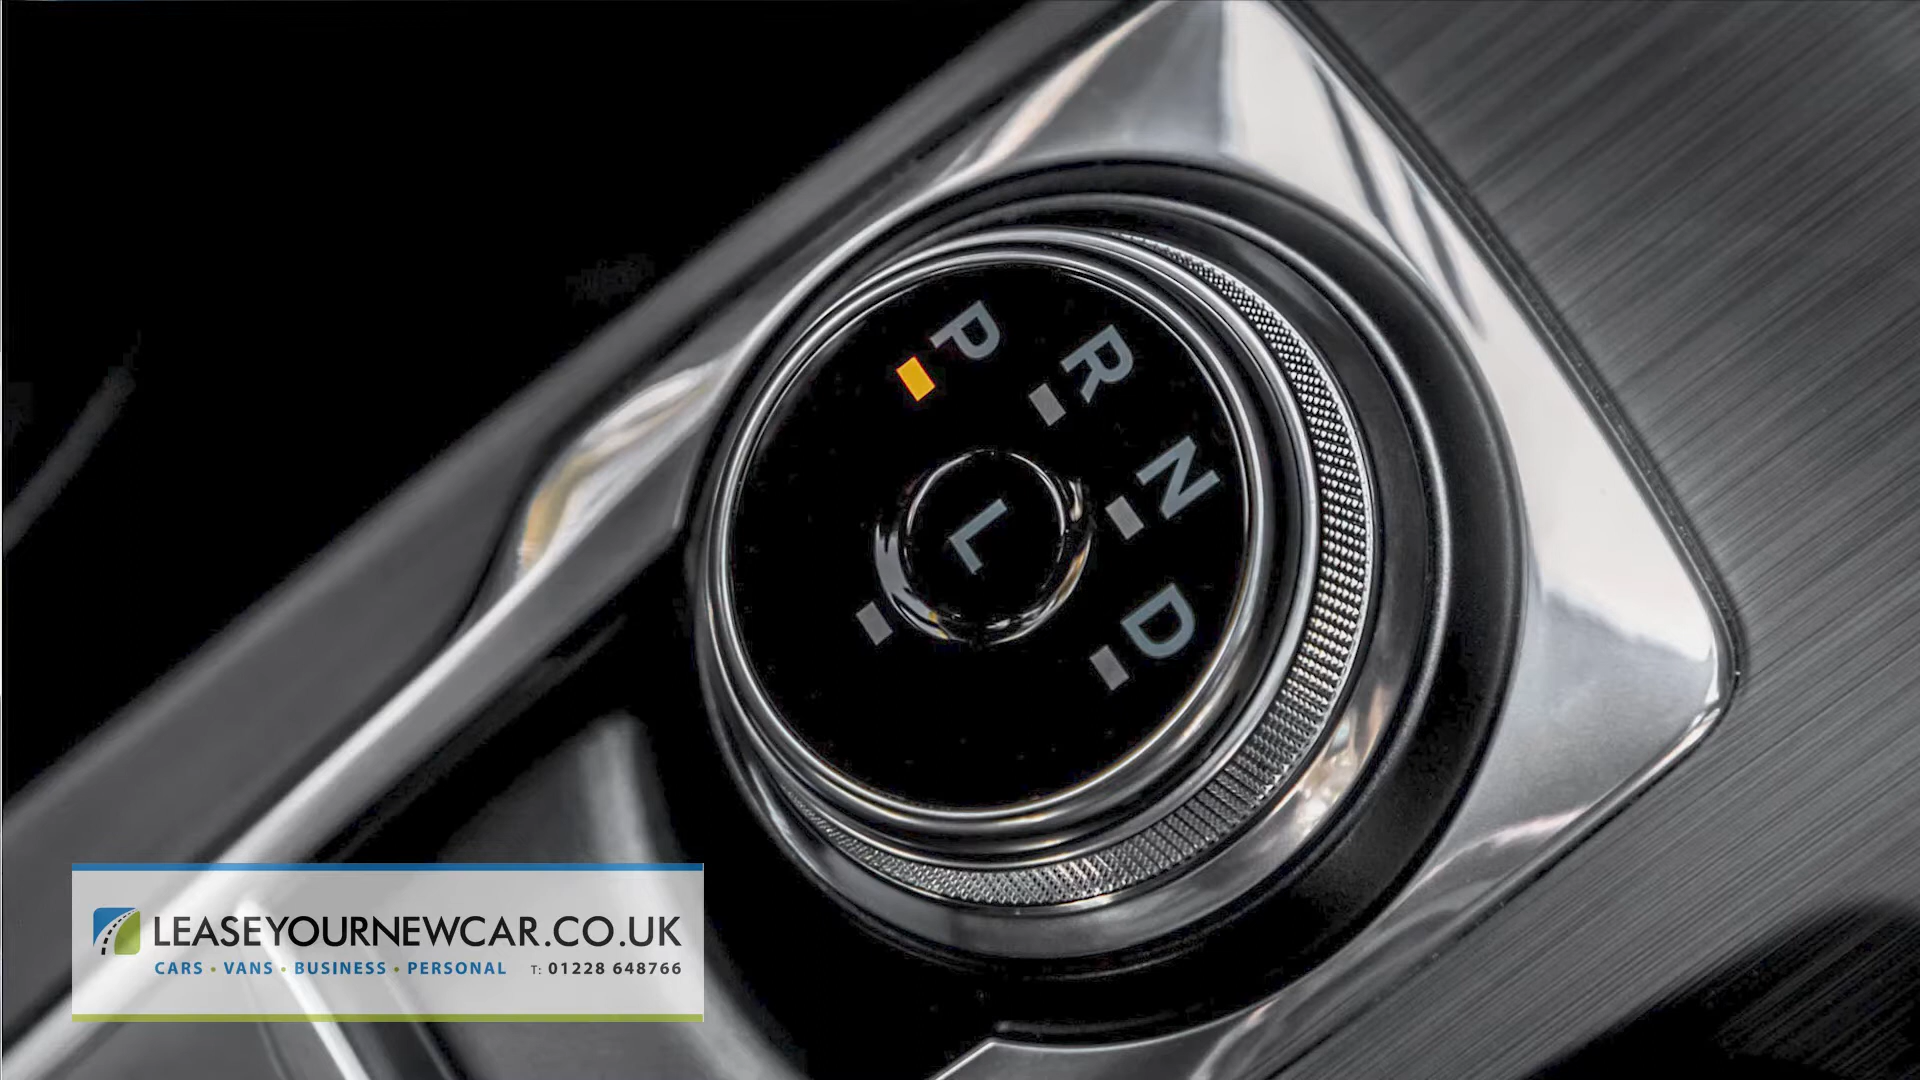 P
R
N
D
L
LEASEYOURNEWCAR.CO.UK
CARS • VANS • BUSINESS • PERSONAL T: 01228 648766